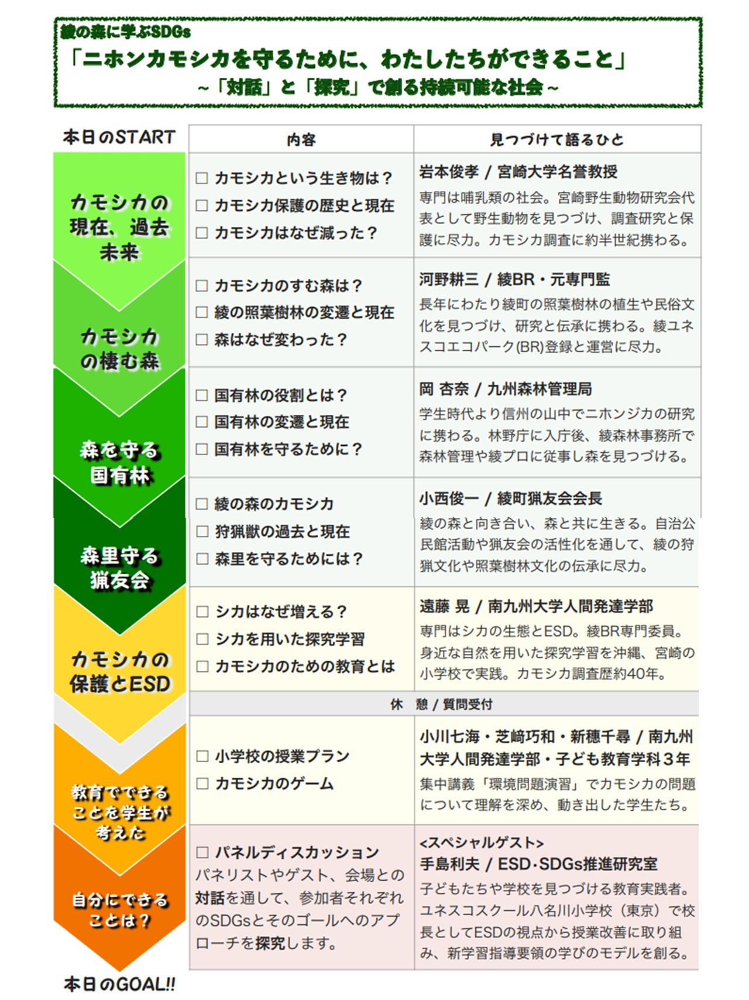 綾の森に学ぶSDGs
「ニホンカモシカを守るために、わたしたちができること」
~「対話」と「探究」で創る持続可能な社会~
本日のSTART
内容
見つづけて語るひと
カモシカの
現在、過去
未来
□ カモシカという生き物は？
□ カモシカ保護の歴史と現在
□ カモシカはなぜ減った？
岩本俊孝 / 宮崎大学名誉教授
専門は哺乳類の社会。宮崎野生動物研究会代
表として野生動物を見つづけ、調査研究と保
護に尽力。カモシカ調査に約半世紀携わる。
カモシカ
の棲む森
□ カモシカのすむ森は？
□ 綾の照葉樹林の変遷と現在
□ 森はなぜ変わった？
河野耕三 / 綾BR・元専門監
長年にわたり綾町の照葉樹林の植生や民俗文
化を見つづけ、研究と伝承に携わる。綾ユネ
スコエコパーク(BR)登録と運営に尽力。
森を守る
国有林
□ 国有林の役割とは？
□ 国有林の変遷と現在
□ 国有林を守るために？
岡 杏奈 / 九州森林管理局
学生時代より信州の山中でニホンジカの研究
に携わる。林野庁に入庁後、綾森林事務所で
森林管理や綾プロに従事し森を見つづける。
森里守る
猟友会
□ 綾の森のカモシカ
□ 狩猟獣の過去と現在
□ 森里を守るためには？
小西俊一 / 綾町猟友会会長
綾の森と向き合い、森と共に生きる。自治公
民館活動や猟友会の活性化を通して、綾の狩
猟文化や照葉樹林文化の伝承に尽力。
カモシカの
保護とESD
□ シカはなぜ増える？
□ シカを用いた探究学習
□ カモシカのための教育とは
遠藤 晃 / 南九州大学人間発達学部
専門はシカの生態とESD。綾BR専門委員。
身近な自然を用いた探究学習を沖縄、宮崎の
小学校で実践。カモシカ調査歴約40年。
休　憩 / 質問受付
教育でできる
ことを学生が
考えた
□ 小学校の授業プラン
□ カモシカのゲーム
小川七海・芝﨑巧和・新穂千尋 / 南九州
大学人間発達学部・子ども教育学科３年
集中講義「環境問題演習」でカモシカの問題
について理解を深め、動き出した学生たち。
自分にできる
ことは？
□ パネルディスカッション
パネリストやゲスト、会場との
対話を通して、参加者それぞれ
のSDGsとそのゴールへのアプ
ローチを探究します。
<スペシャルゲスト>
手島利夫 / ESD・SDGs推進研究室
子どもたちや学校を見つづける教育実践者。
ユネスコスクール八名川小学校（東京）で校
長としてESDの視点から授業改善に取り組
み、新学習指導要領の学びのモデルを創る。
本日のGOAL!!